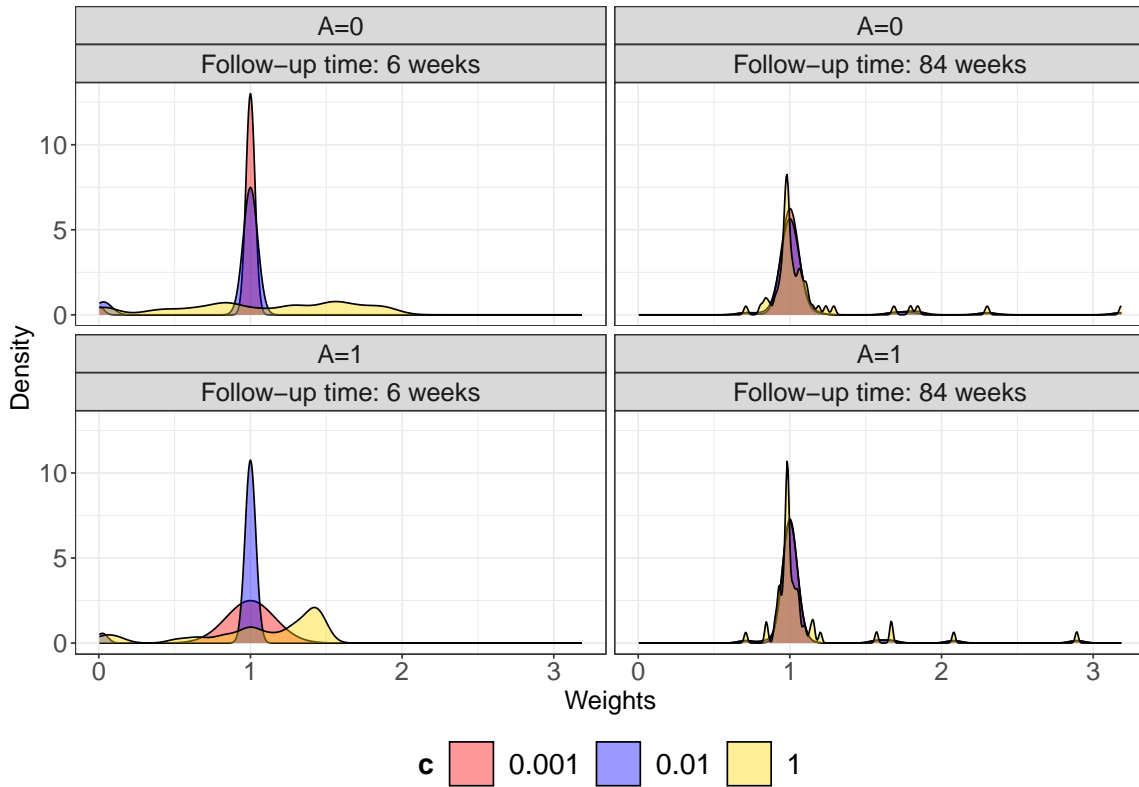 A=0
A=0
Follow−up time: 6 weeks
Follow−up time: 84 weeks
10
5
0
A=1
A=1
Follow−up time: 6 weeks
Follow−up time: 84 weeks
10
5
0
0 1 2 3
0 1 2 3
Density
Weights
c 0.001 0.01 1